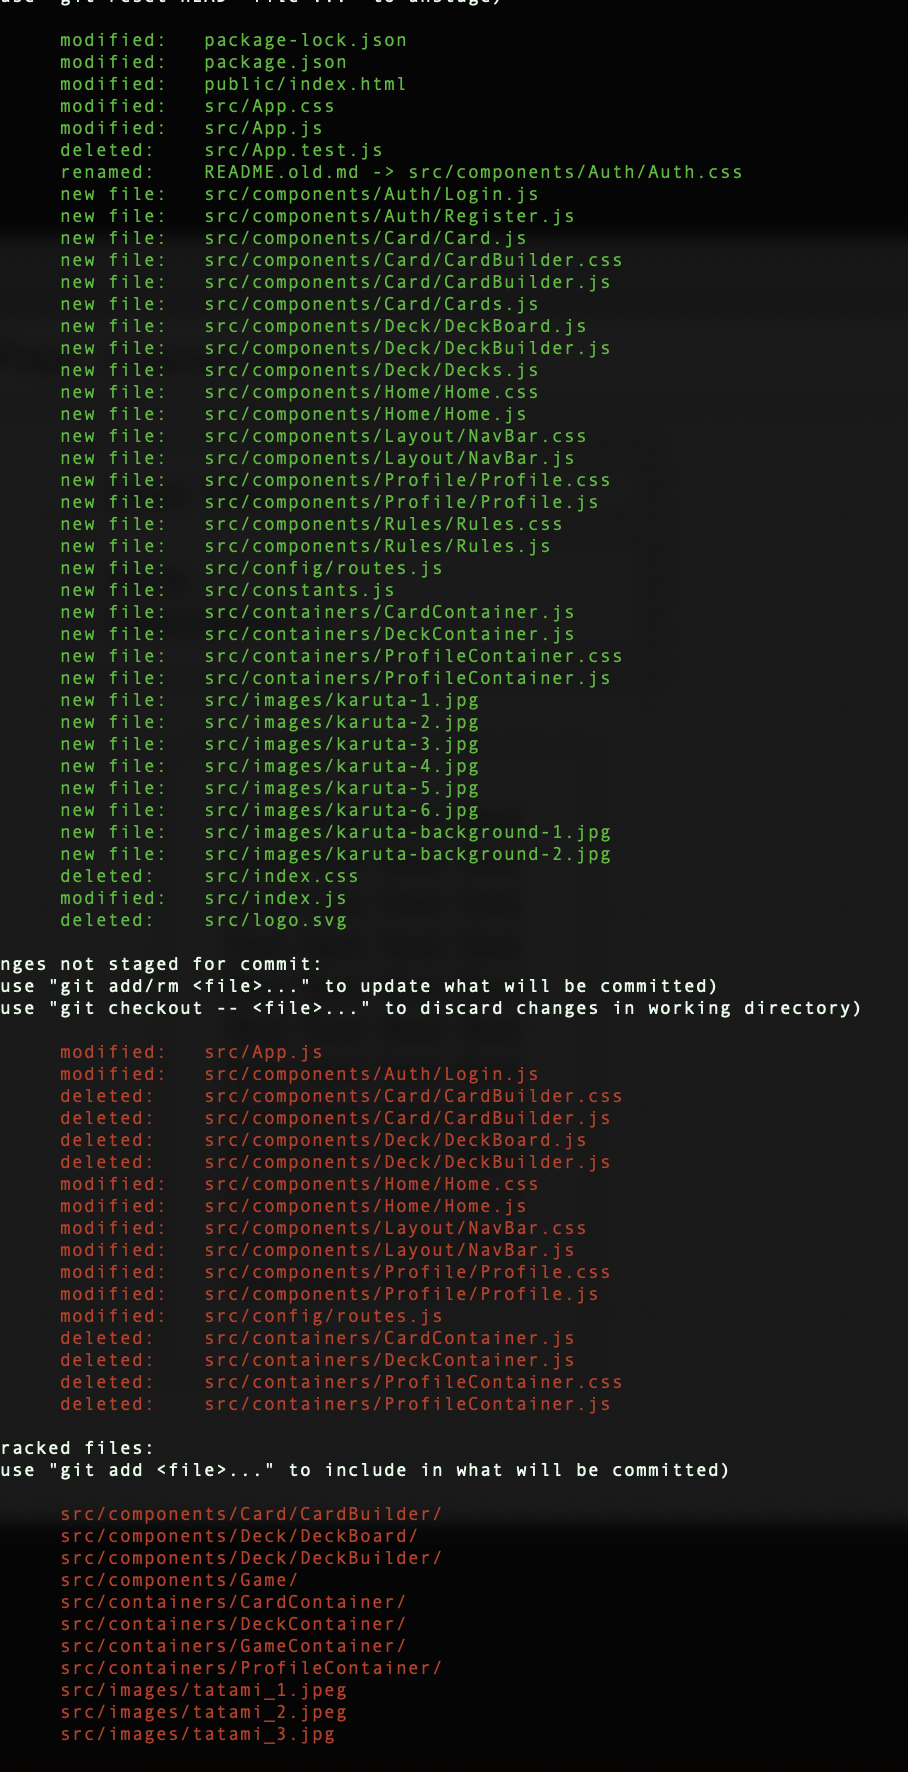 use "git reset HEAD <file>..." to unstage)
modified:   package-lock.json
modified:   package.json
modified:   public/index.html
modified:   src/App.css
modified:   src/App.js
deleted:    src/App.test.js
renamed:    README.old.md -> src/components/Auth/Auth.css
new file:   src/components/Auth/Login.js
new file:   src/components/Auth/Register.js
new file:   src/components/Card/Card.js
new file:   src/components/Card/CardBuilder.css
new file:   src/components/Card/CardBuilder.js
new file:   src/components/Card/Cards.js
new file:   src/components/Deck/DeckBoard.js
new file:   src/components/Deck/DeckBuilder.js
new file:   src/components/Deck/Decks.js
new file:   src/components/Home/Home.css
new file:   src/components/Home/Home.js
new file:   src/components/Layout/NavBar.css
new file:   src/components/Layout/NavBar.js
new file:   src/components/Profile/Profile.css
new file:   src/components/Profile/Profile.js
new file:   src/components/Rules/Rules.css
new file:   src/components/Rules/Rules.js
new file:   src/config/routes.js
new file:   src/constants.js
new file:   src/containers/CardContainer.js
new file:   src/containers/DeckContainer.js
new file:   src/containers/ProfileContainer.css
new file:   src/containers/ProfileContainer.js
new file:   src/images/karuta-1.jpg
new file:   src/images/karuta-2.jpg
new file:   src/images/karuta-3.jpg
new file:   src/images/karuta-4.jpg
new file:   src/images/karuta-5.jpg
new file:   src/images/karuta-6.jpg
new file:   src/images/karuta-background-1.jpg
new file:   src/images/karuta-background-2.jpg
deleted:    src/index.css
modified:   src/index.js
deleted:    src/logo.svg
nges not staged for commit:
use "git add/rm <file>..." to update what will be committed)
use "git checkout -- <file>..." to discard changes in working directory)
modified:   src/App.js
modified:   src/components/Auth/Login.js
deleted:    src/components/Card/CardBuilder.css
deleted:    src/components/Card/CardBuilder.js
deleted:    src/components/Deck/DeckBoard.js
deleted:    src/components/Deck/DeckBuilder.js
modified:   src/components/Home/Home.css
modified:   src/components/Home/Home.js
modified:   src/components/Layout/NavBar.css
modified:   src/components/Layout/NavBar.js
modified:   src/components/Profile/Profile.css
modified:   src/components/Profile/Profile.js
modified:   src/config/routes.js
deleted:    src/containers/CardContainer.js
deleted:    src/containers/DeckContainer.js
deleted:    src/containers/ProfileContainer.css
deleted:    src/containers/ProfileContainer.js
racked files:
use "git add <file>..." to include in what will be committed)
src/components/Card/CardBuilder/
src/components/Deck/DeckBoard/
src/components/Deck/DeckBuilder/
src/components/Game/
src/containers/CardContainer/
src/containers/DeckContainer/
src/containers/GameContainer/
src/containers/ProfileContainer/
src/images/tatami_1.jpeg
src/images/tatami_2.jpeg
src/images/tatami_3.jpg